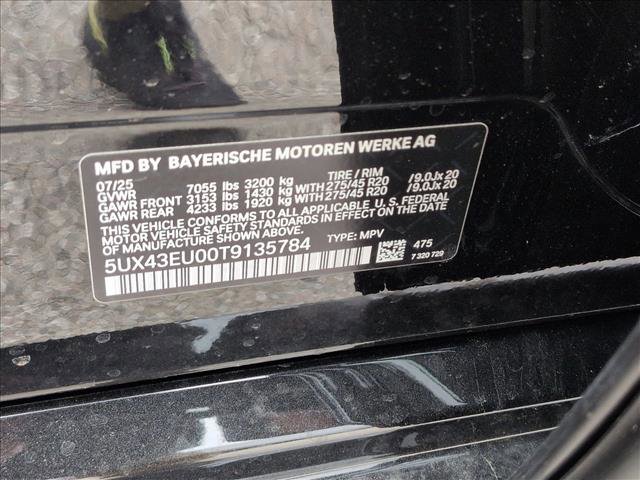 MFD BY BAYERISCHE MOTOREN WERKE AG
07/25 TIRE / RIM
GVWR 7055 lbs 3200 kg
GAWR FRONT 3153 lbs 1430 kg WITH 275/45 R20 /9.0Jx20
GAWR REAR 4233 lbs 1920 kg WITH 275/45 R20 /9.0Jx20
THIS VEHICLE CONFORMS TO ALL APPLICABLE U.S. FEDERAL
MOTOR VEHICLE SAFETY STANDARDS IN EFFECT ON THE
DATE OF MANUFACTURE SHOWN ABOVE.
5UX43EU00T9135784 TYPE: MPV 475
7 320 729